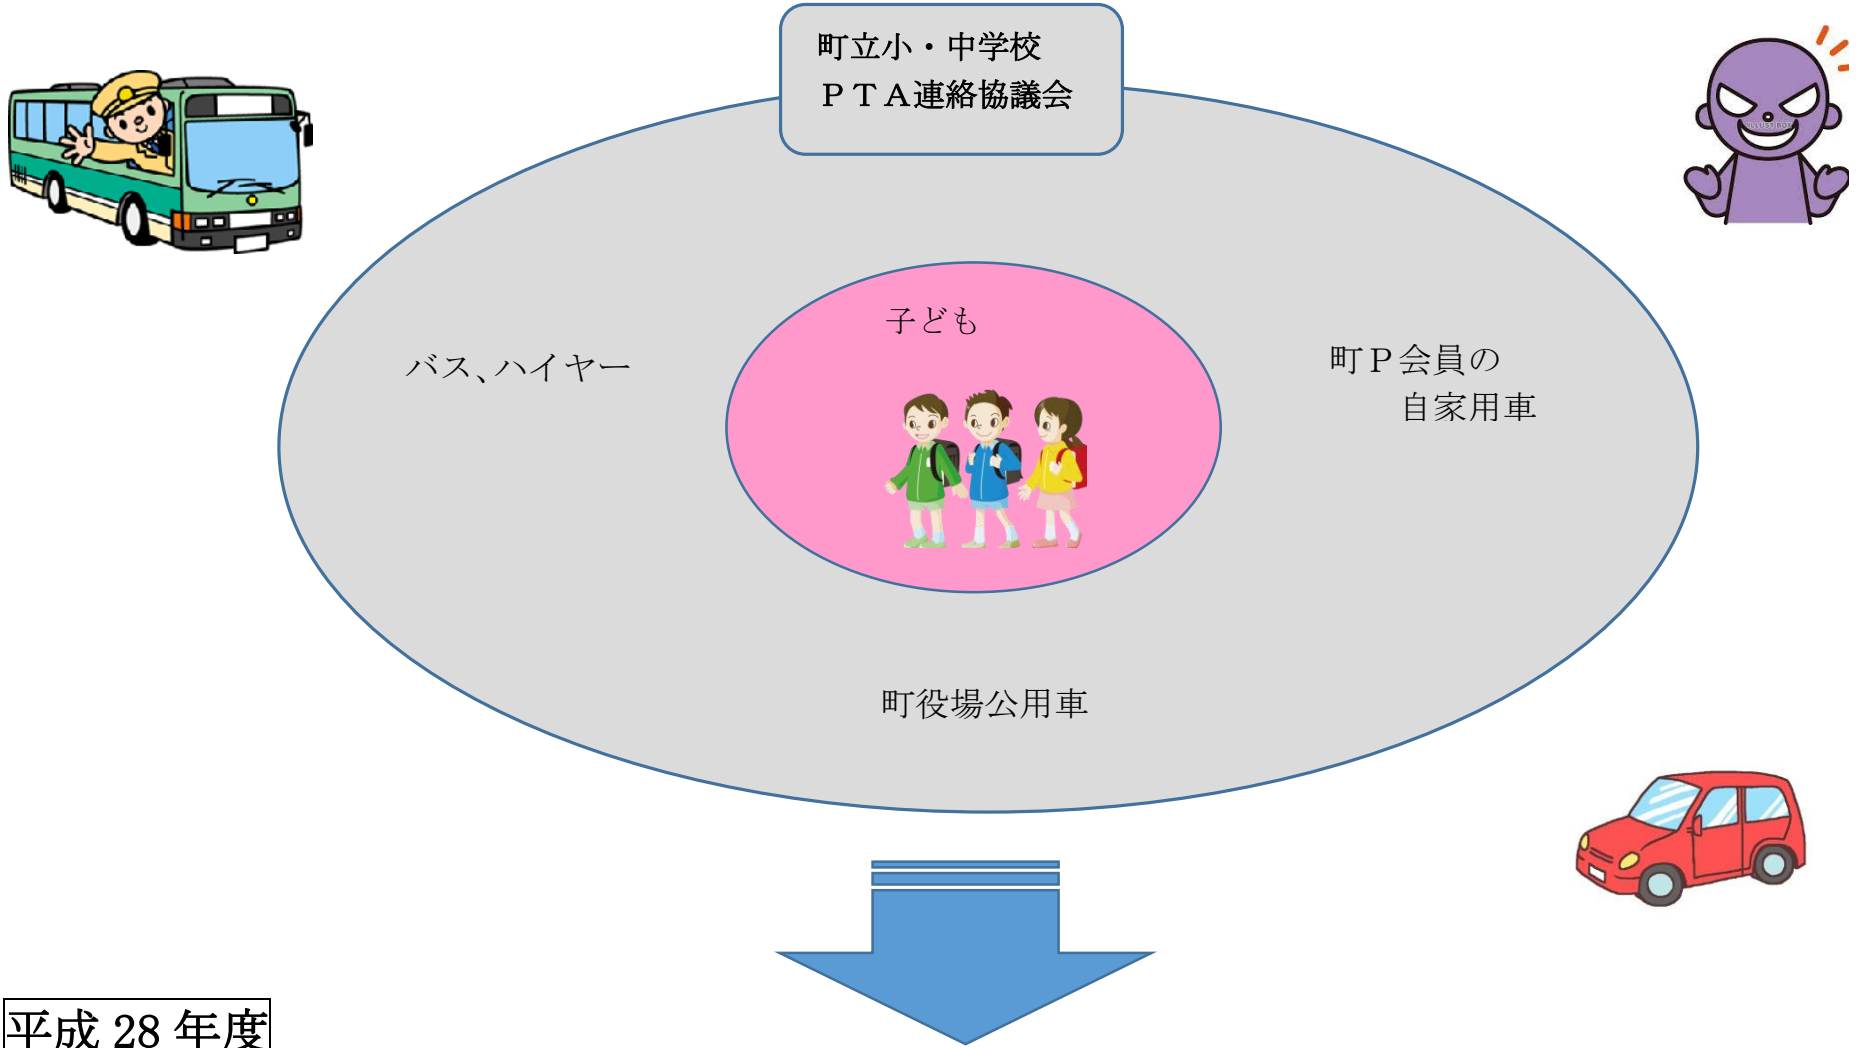 町立小・中学校
ＰＴＡ連絡協議会
子ども
バス、ハイヤー
町Ｐ会員の
自家用車
町役場公用車
平成 28 年度